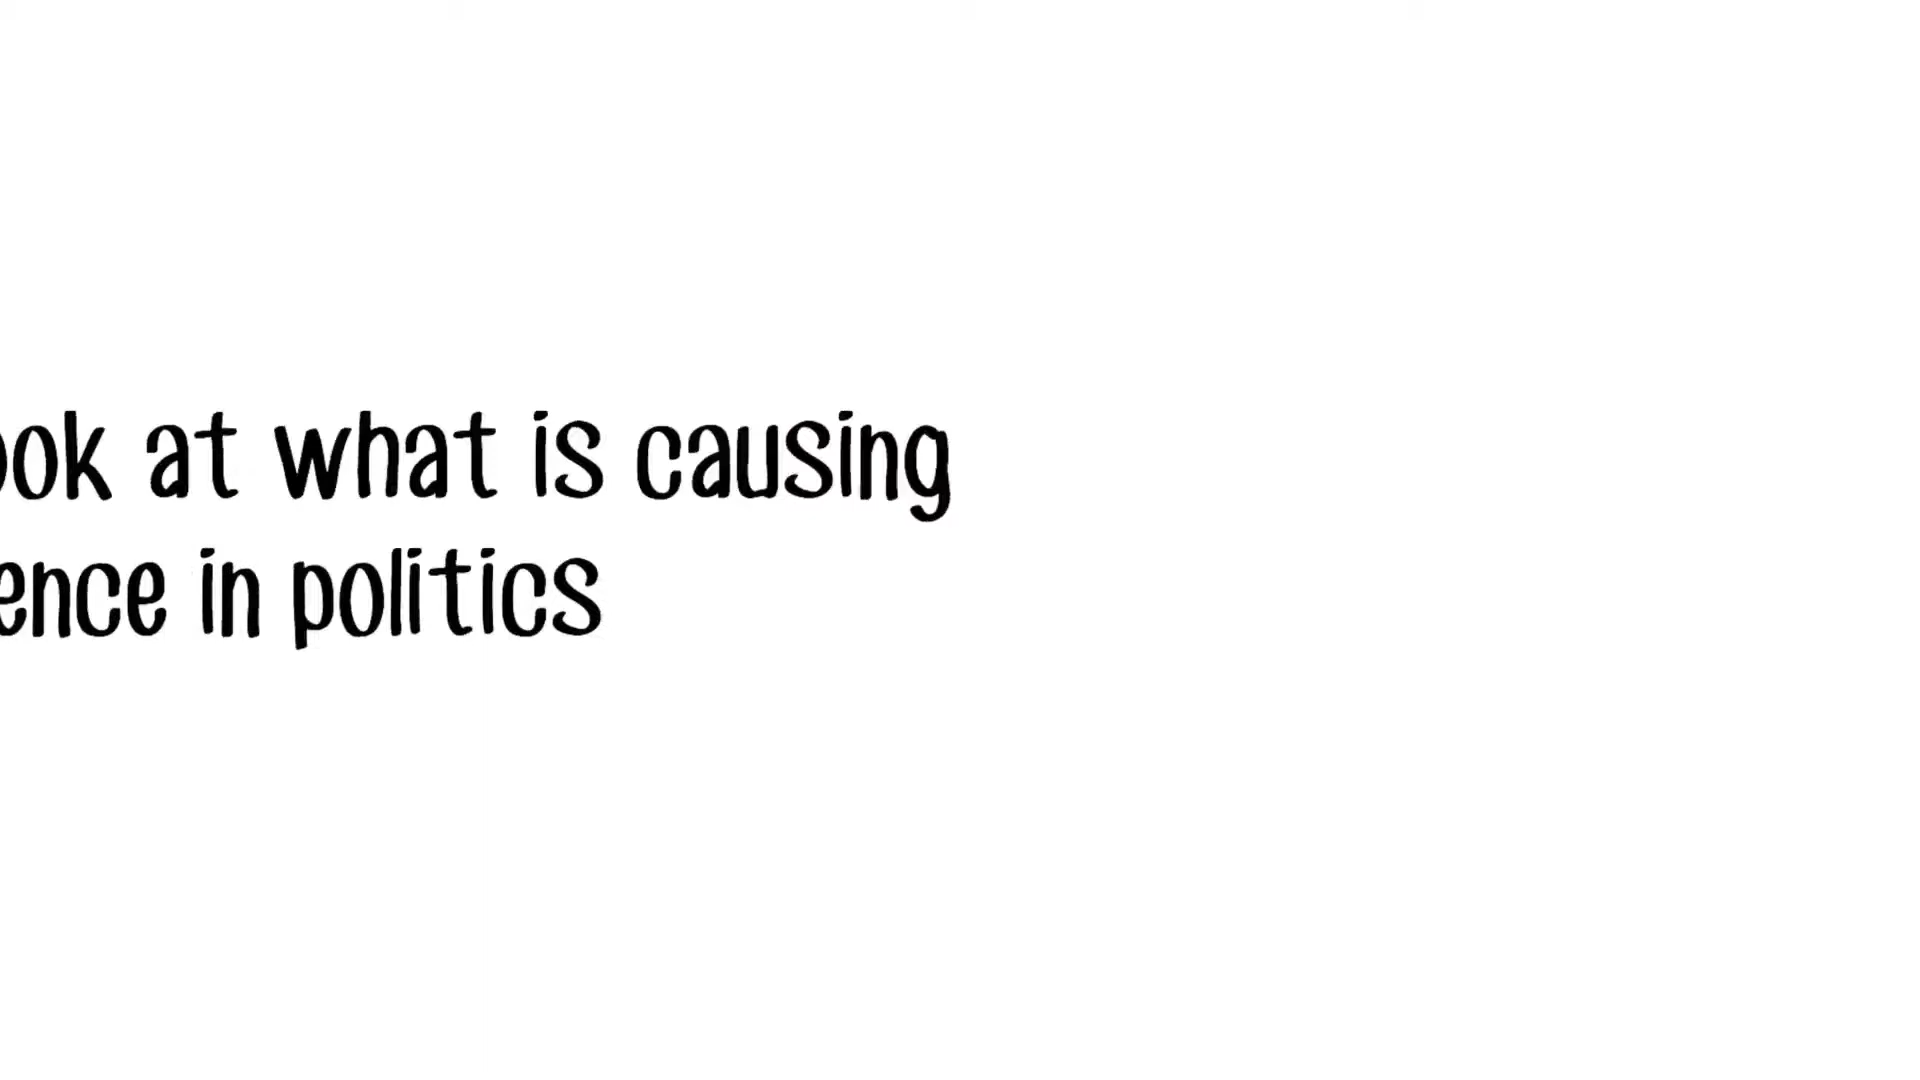 ook at what is causing
ence in politics